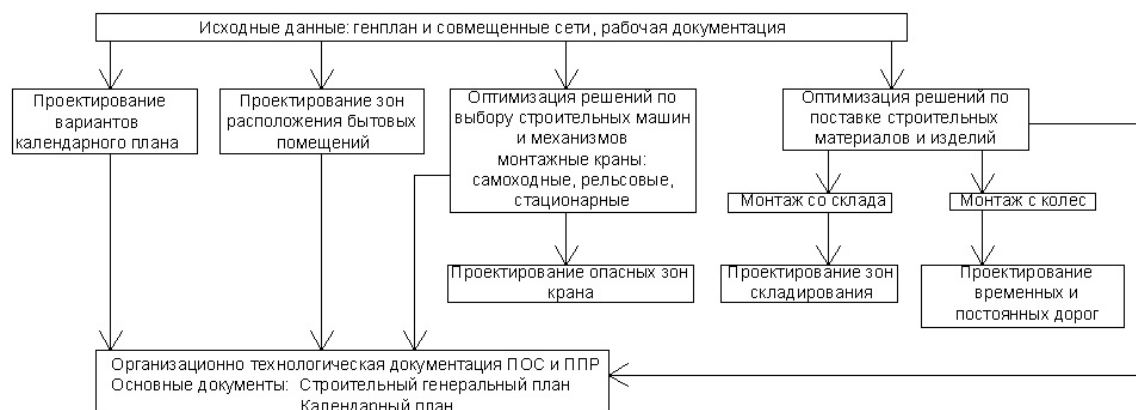 Исходные данные: генплан и совмещенные сети, рабочая документация
Проектирование
вариантов
календарного плана
Проектирование зон
расположения бытовых
помещений
Оптимизация решений по
выбору строительных машин
и механизмов
монтажные краны:
самоходные, рельсовые,
стационарные
Оптимизация решений по
поставке строительных
материалов и изделий
Монтаж со склада
Монтаж с колес
Проектирование опасных зон
крана
Проектирование зон
складирования
Проектирование
временных и
постоянных дорог
Организационно технологическая документация ПОС и ППР
Основные документы: Строительный генеральный план
Календарный план